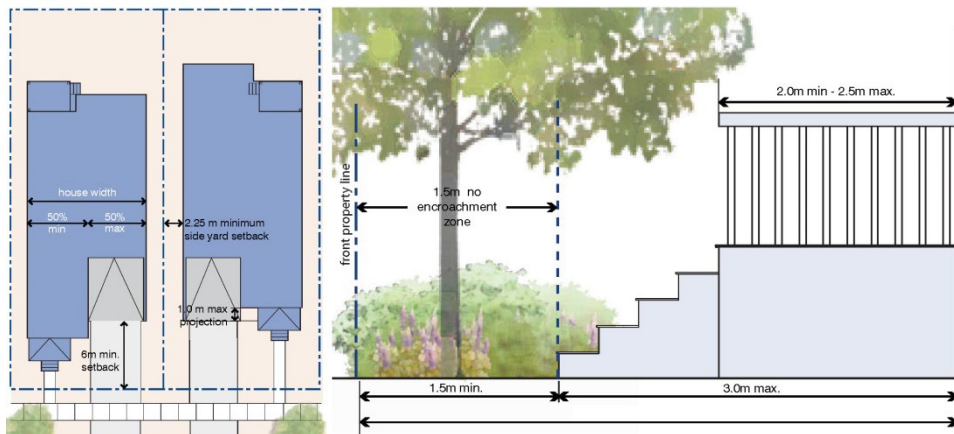 house width
50%
min
50%
max
2.25 m minimum
side yard setback
1.0 m max
projection
6m min.
setback
front property line
1.5m no
encroachment
zone
2.0m min - 2.5m max.
1.5m min.
3.0m max.